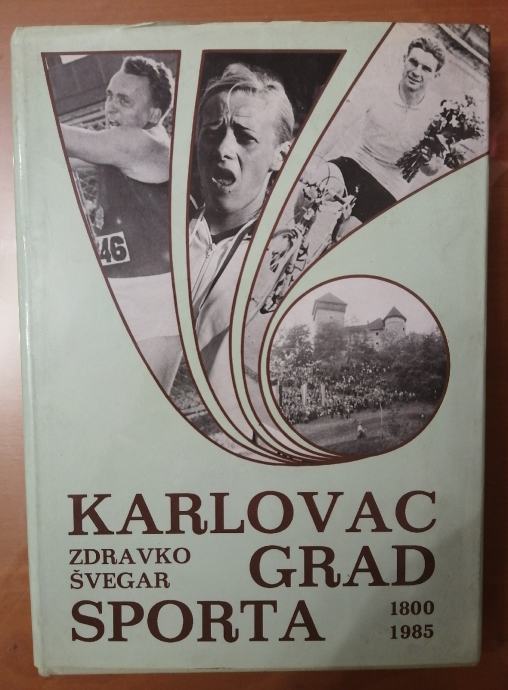 46
KARLOVAC
ZDRAVKO
ŠVEGAR
GRAD
SPORTA
1800
1985